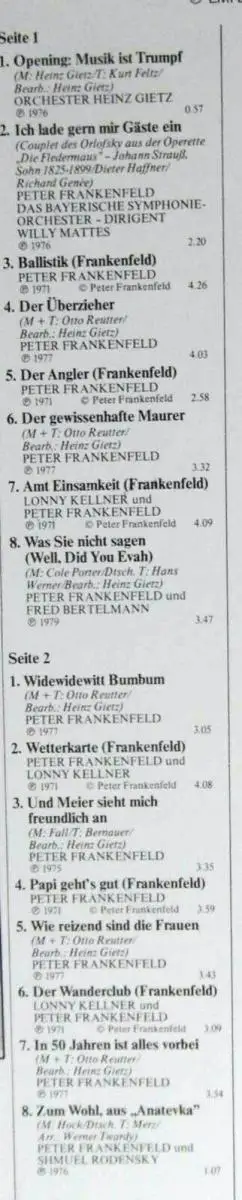 Seite 1
1. Opening: Musik ist Trumpf
(M: Heinz Gietz/T: Kurt Feltz/
Bearb.: Heinz Gietz)
ORCHESTER HEINZ GIETZ
℗ 1976 0.57
2. Ich lade gern mir Gäste ein
(Couplet des Orlofsky aus der Operette
„Die Fledermaus" – Johann Strauß,
Sohn 1825-1899/Dieter Haffner/
Richard Genée)
PETER FRANKENFELD
DAS BAYERISCHE SYMPHONIE-
ORCHESTER - DIRIGENT
WILLY MATTES
℗ 1976 2.20
3. Ballistik (Frankenfeld)
PETER FRANKENFELD
℗ 1971 © Peter Frankenfeld 4.26
4. Der Überzieher
(M + T: Otto Reutter/
Bearb.: Heinz Gietz)
PETER FRANKENFELD
℗ 1977 4.03
5. Der Angler (Frankenfeld)
PETER FRANKENFELD
℗ 1971 © Peter Frankenfeld 2.58
6. Der gewissenhafte Maurer
(M + T: Otto Reutter/
Bearb.: Heinz Gietz)
PETER FRANKENFELD
℗ 1977 3.32
7. Amt Einsamkeit (Frankenfeld)
LONNY KELLNER und
PETER FRANKENFELD
℗ 1971 © Peter Frankenfeld 4.09
8. Was Sie nicht sagen
(Well, Did You Evah)
(M: Cole Porter/Dtsch. T: Hans
Werner/Bearb.: Heinz Gietz)
PETER FRANKENFELD und
FRED BERTELMANN
℗ 1979 3.47
Seite 2
1. Widewidewitt Bumbum
(M + T: Otto Reutter/
Bearb.: Heinz Gietz)
PETER FRANKENFELD
℗ 1977 3.05
2. Wetterkarte (Frankenfeld)
PETER FRANKENFELD und
LONNY KELLNER
℗ 1971 © Peter Frankenfeld 4.08
3. Und Meier sieht mich
freundlich an
(M: Fall/T: Bernauer/
Bearb.: Heinz Gietz)
PETER FRANKENFELD
℗ 1975 3.35
4. Papi geht's gut (Frankenfeld)
PETER FRANKENFELD
℗ 1971 © Peter Frankenfeld 3.59
5. Wie reizend sind die Frauen
(M + T: Otto Reutter/
Bearb.: Heinz Gietz)
PETER FRANKENFELD
℗ 1977 3.43
6. Der Wanderclub (Frankenfeld)
LONNY KELLNER und
PETER FRANKENFELD
℗ 1971 © Peter Frankenfeld 3.09
7. In 50 Jahren ist alles vorbei
(M + T: Otto Reutter/
Bearb.: Heinz Gietz)
PETER FRANKENFELD
℗ 1977 3.54
8. Zum Wohl, aus „Anatevka"
(M. Bock/Dtsch. T: Merz/
Arr. Werner Twardy)
PETER FRANKENFELD und
SHMUEL RODENSKY
℗ 1976 1.07